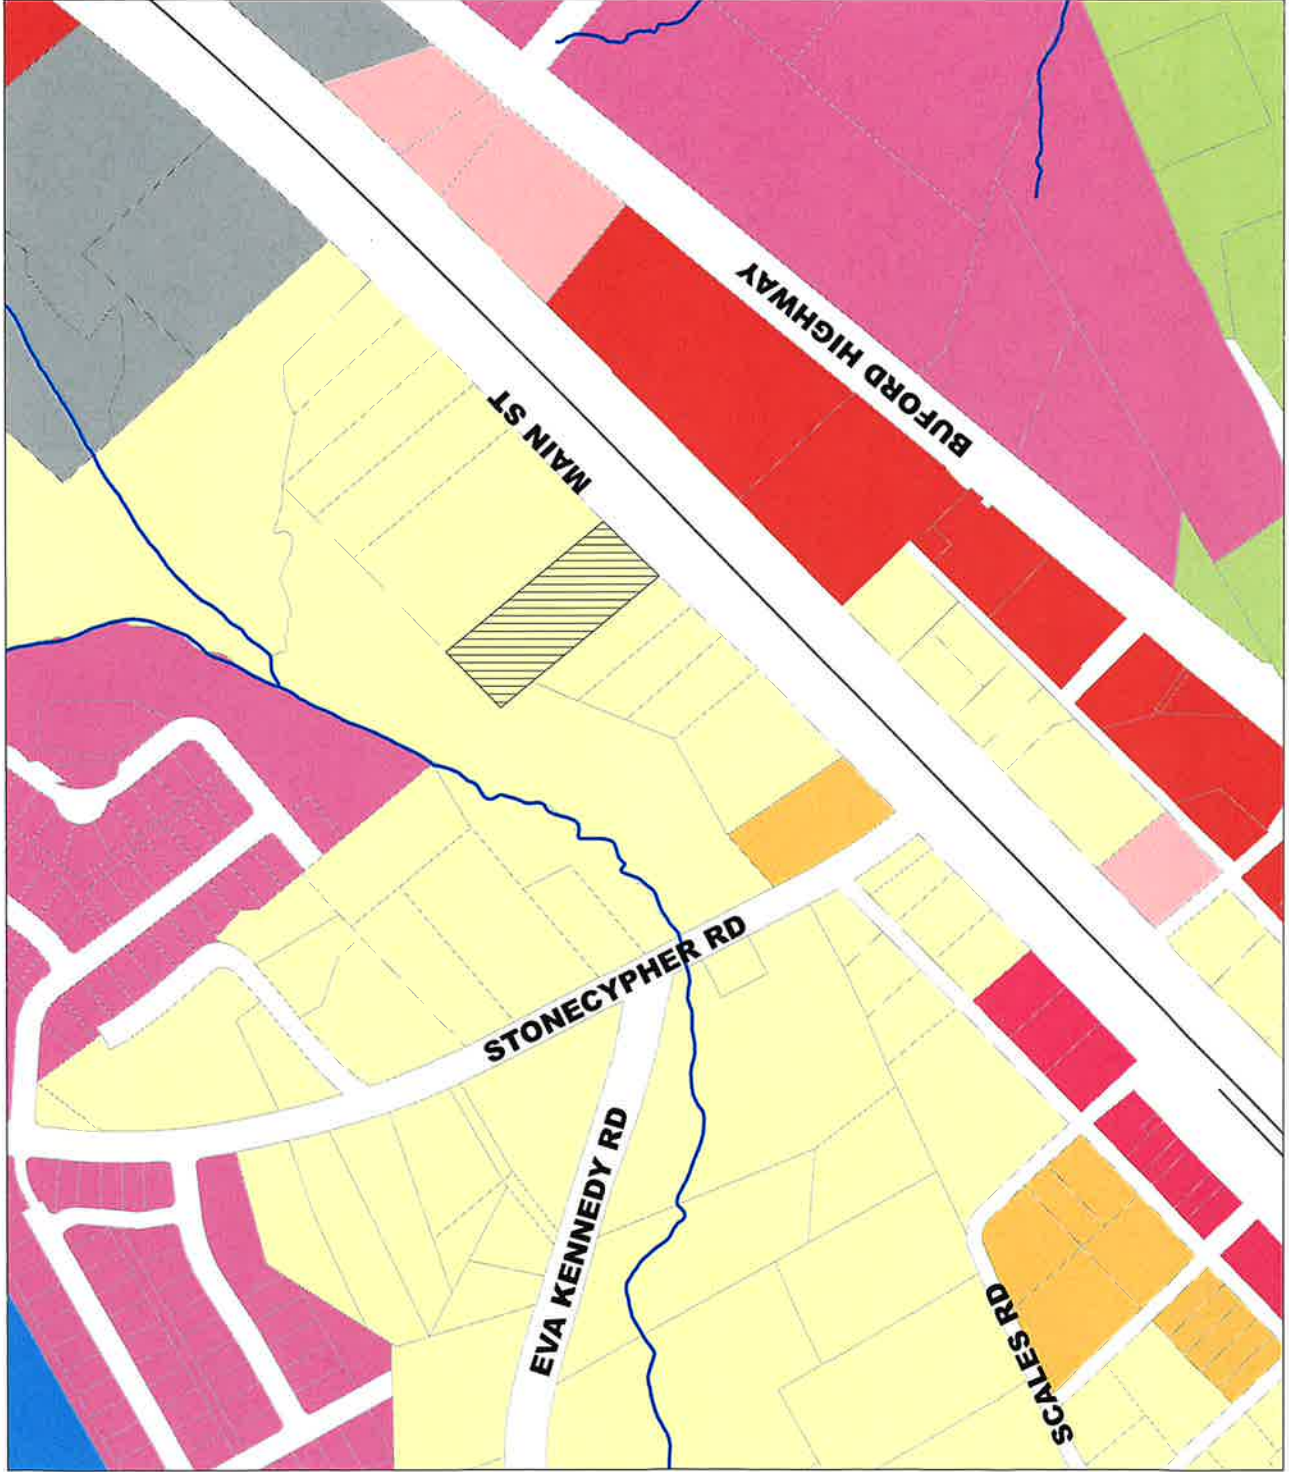 BUFORD HIGHWAY
MAIN ST
STONECYPHER RD
EVA KENNEDY RD
SCALES RD